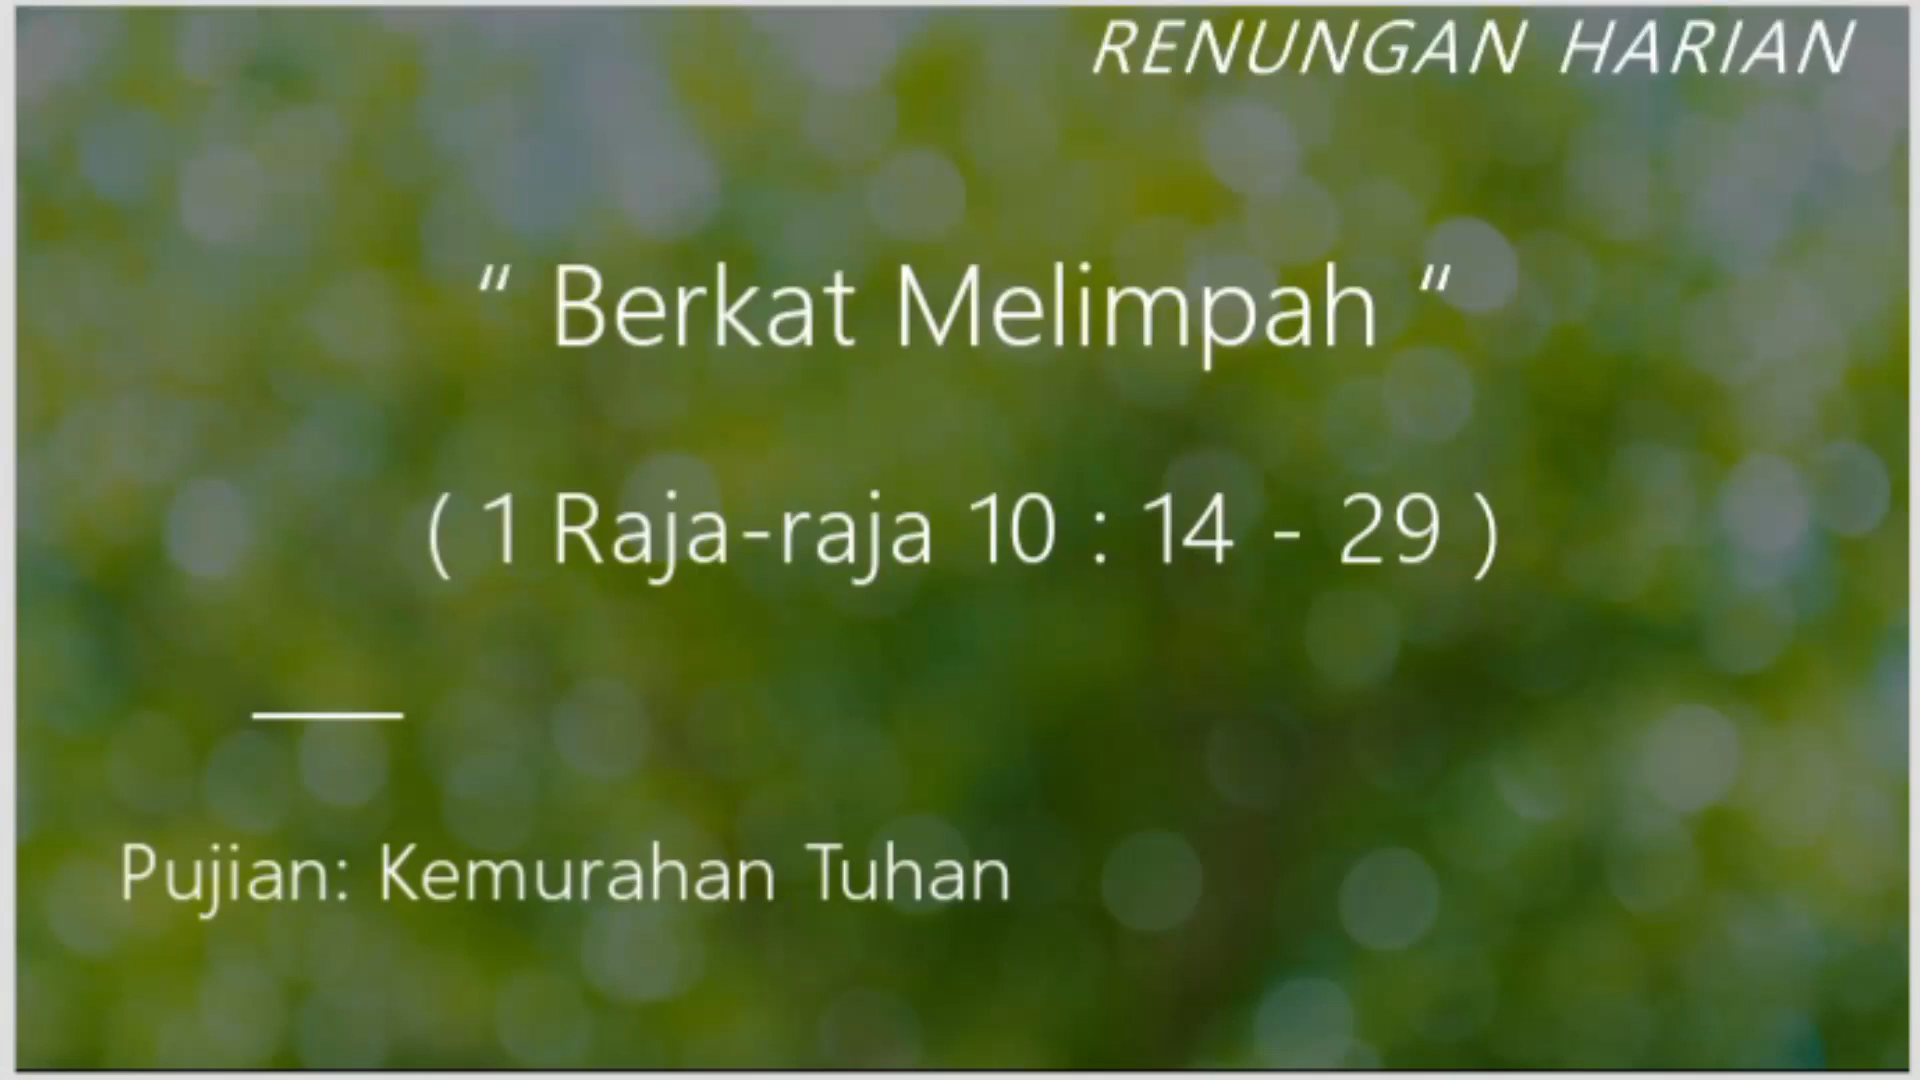 RENUNGAN HARIAN
“ Berkat Melimpah “
( 1 Raja-raja 10 : 14 - 29 )
Pujian: Kemurahan Tuhan